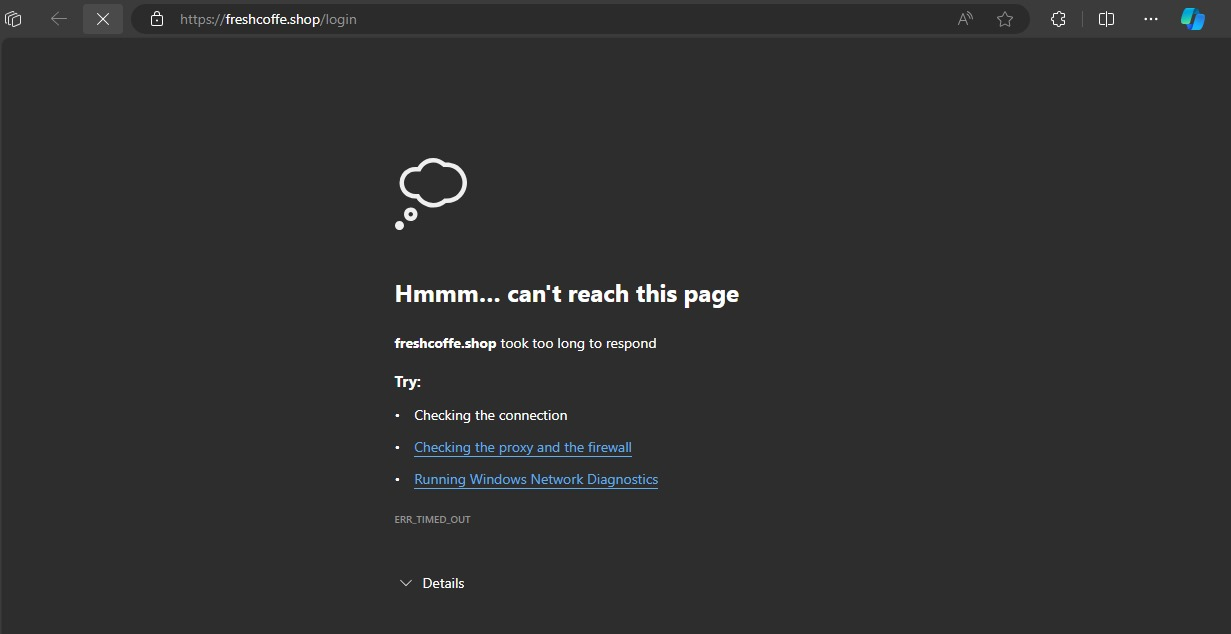 https://freshcoffe.shop/login
Hmmm... can't reach this page
freshcoffe.shop took too long to respond
Try:
• Checking the connection
• Checking the proxy and the firewall
• Running Windows Network Diagnostics
ERR_TIMED_OUT
Details